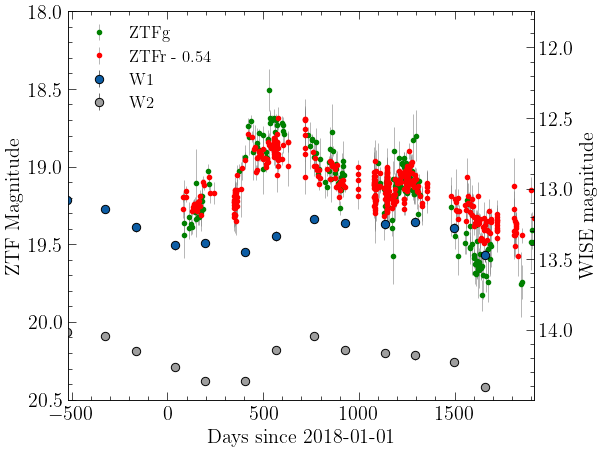 18.0
18.5
19.0
19.5
20.0
20.5
ZTF Magnitude
ZTFg
ZTFr - 0.54
W1
W2
12.0
12.5
13.0
13.5
14.0
WISE magnitude
−500 0 500 1000 1500
Days since 2018-01-01